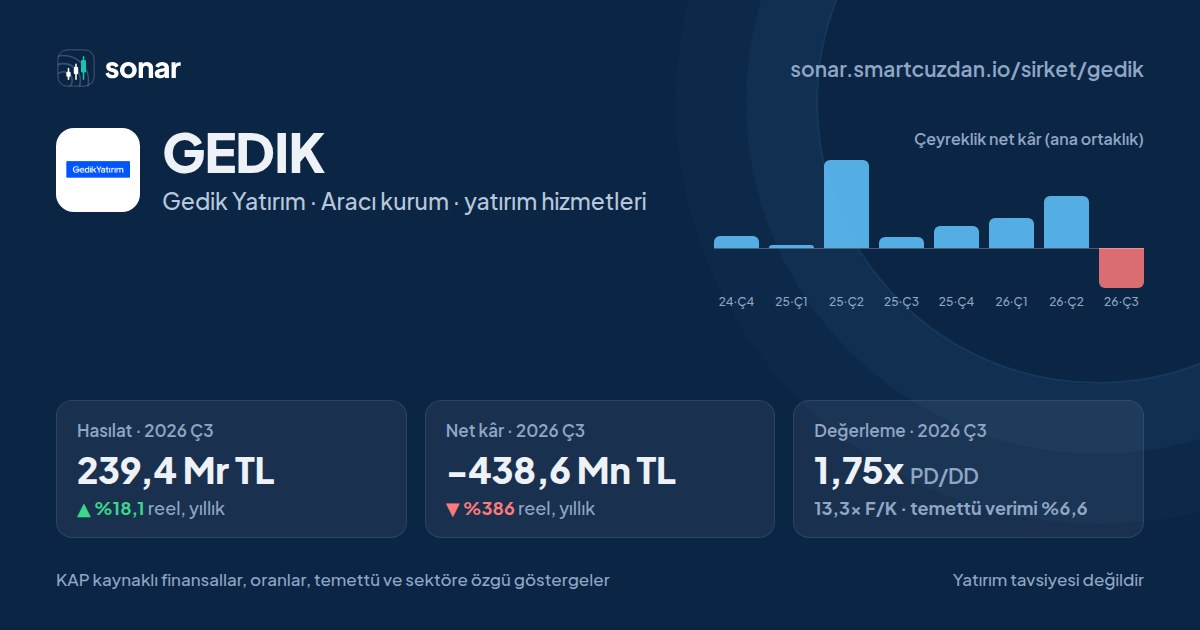 sonar
sonar.smartcuzdan.io/sirket/gedik
GedikYatırım
GEDIK
Gedik Yatırım · Aracı kurum · yatırım hizmetleri
Çeyreklik net kâr (ana ortaklık)
24·Ç4 25·Ç1 25·Ç2 25·Ç3 25·Ç4 26·Ç1 26·Ç2 26·Ç3
Hasılat · 2026 Ç3
239,4 Mr TL
▲ %18,1 reel, yıllık
Net kâr · 2026 Ç3
−438,6 Mn TL
▼ %386 reel, yıllık
Değerleme · 2026 Ç3
1,75x PD/DD
13,3× F/K · temettü verimi %6,6
KAP kaynaklı finansallar, oranlar, temettü ve sektöre özgü göstergeler
Yatırım tavsiyesi değildir